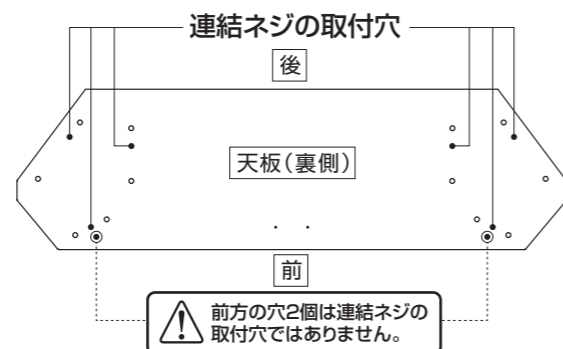 連結ネジの取付穴
後
天板(裏側)
前
前方の穴2個は連結ネジの
取付穴ではありません。